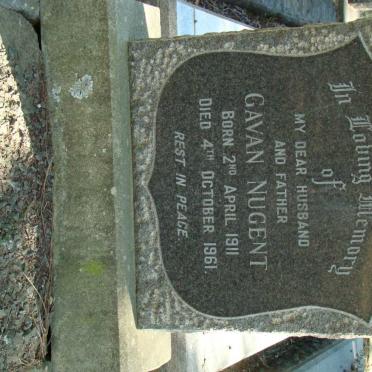 In Loving Memory
of
MY DEAR HUSBAND
AND FATHER
GAVAN NUGENT
BORN 2ND APRIL 1911
DIED 4TH OCTOBER 1961.
REST IN PEACE